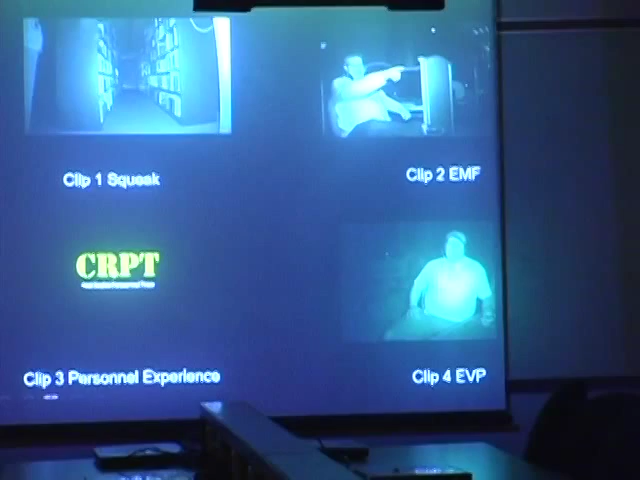 Clip 1 Squeak
Clip 2 EMF
CRPT
Clip 3 Personnel Experience
Clip 4 EVP